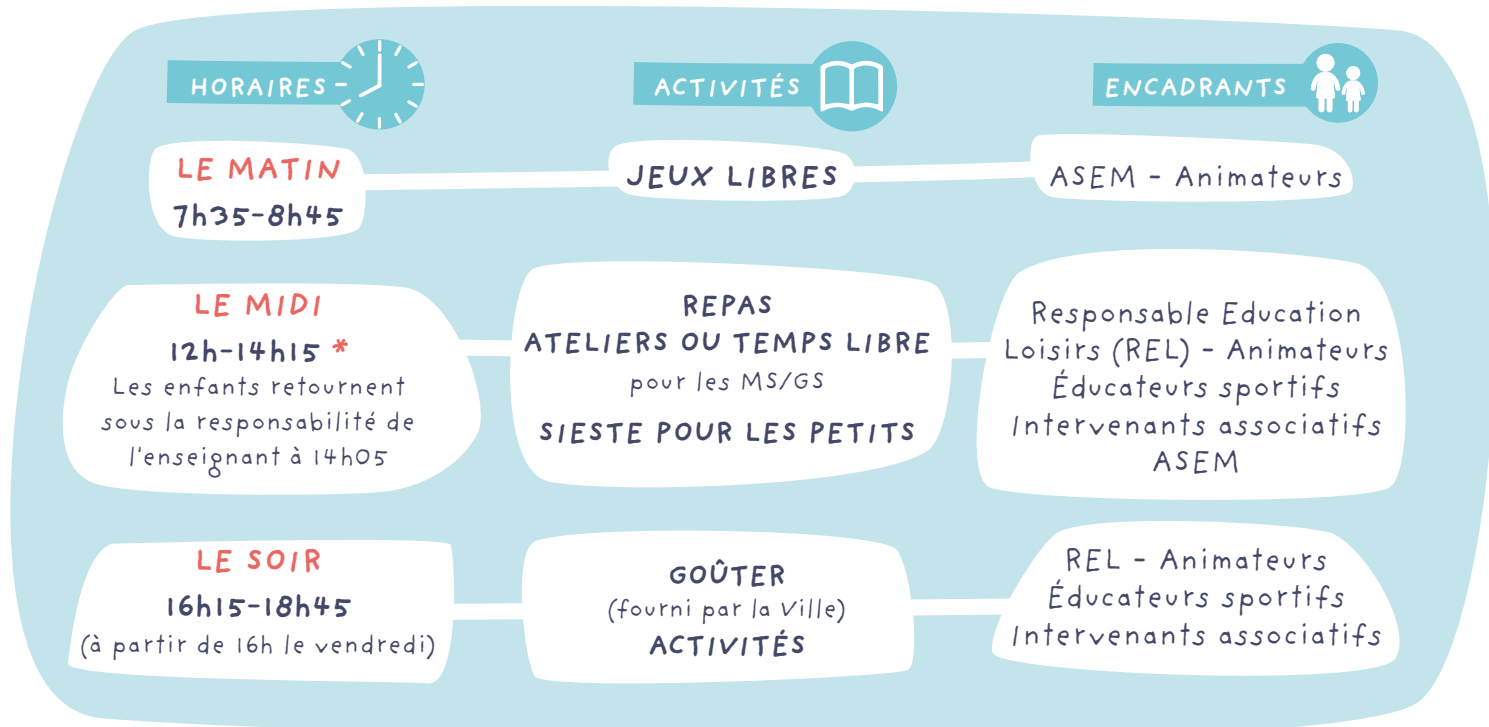 HORAIRES
ACTIVITÉS
ENCADRANTS
LE MATIN
7h35-8h45
JEUX LIBRES
ASEM - Animateurs
LE MIDI
12h-14h15 *
Les enfants retournent
sous la responsabilité de
l'enseignant à 14h05
REPAS
ATELIERS OU TEMPS LIBRE
pour les MS/GS
SIESTE POUR LES PETITS
Responsable Education
Loisirs (REL) - Animateurs
Éducateurs sportifs
Intervenants associatifs
ASEM
LE SOIR
16h15-18h45
(à partir de 16h le vendredi)
GOÛTER
(fourni par la Ville)
ACTIVITÉS
REL - Animateurs
Éducateurs sportifs
Intervenants associatifs